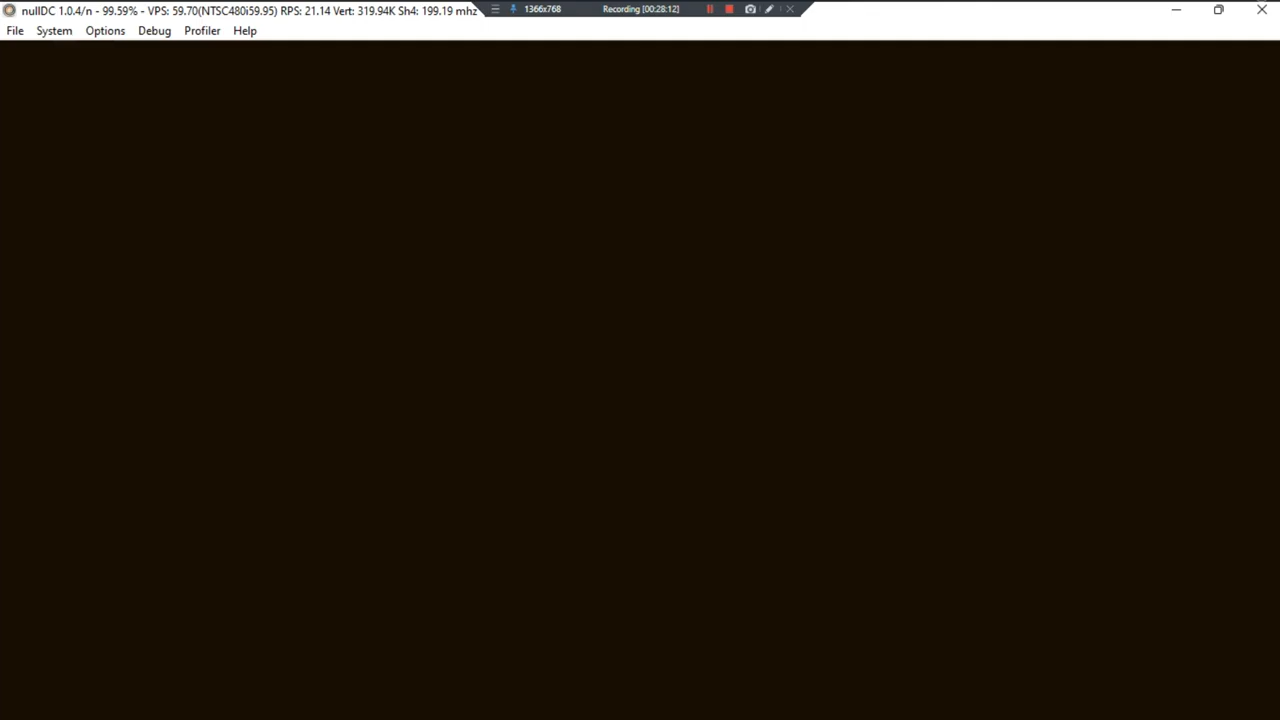 nullDC 1.0.4/n - 99.59% - VPS: 59.70(NTSC480i59.95) RPS: 21.14 Vert: 319.94K Sh4: 199.19 mhz
1366x768 Recording [00:28:12]
File System Options Debug Profiler Help